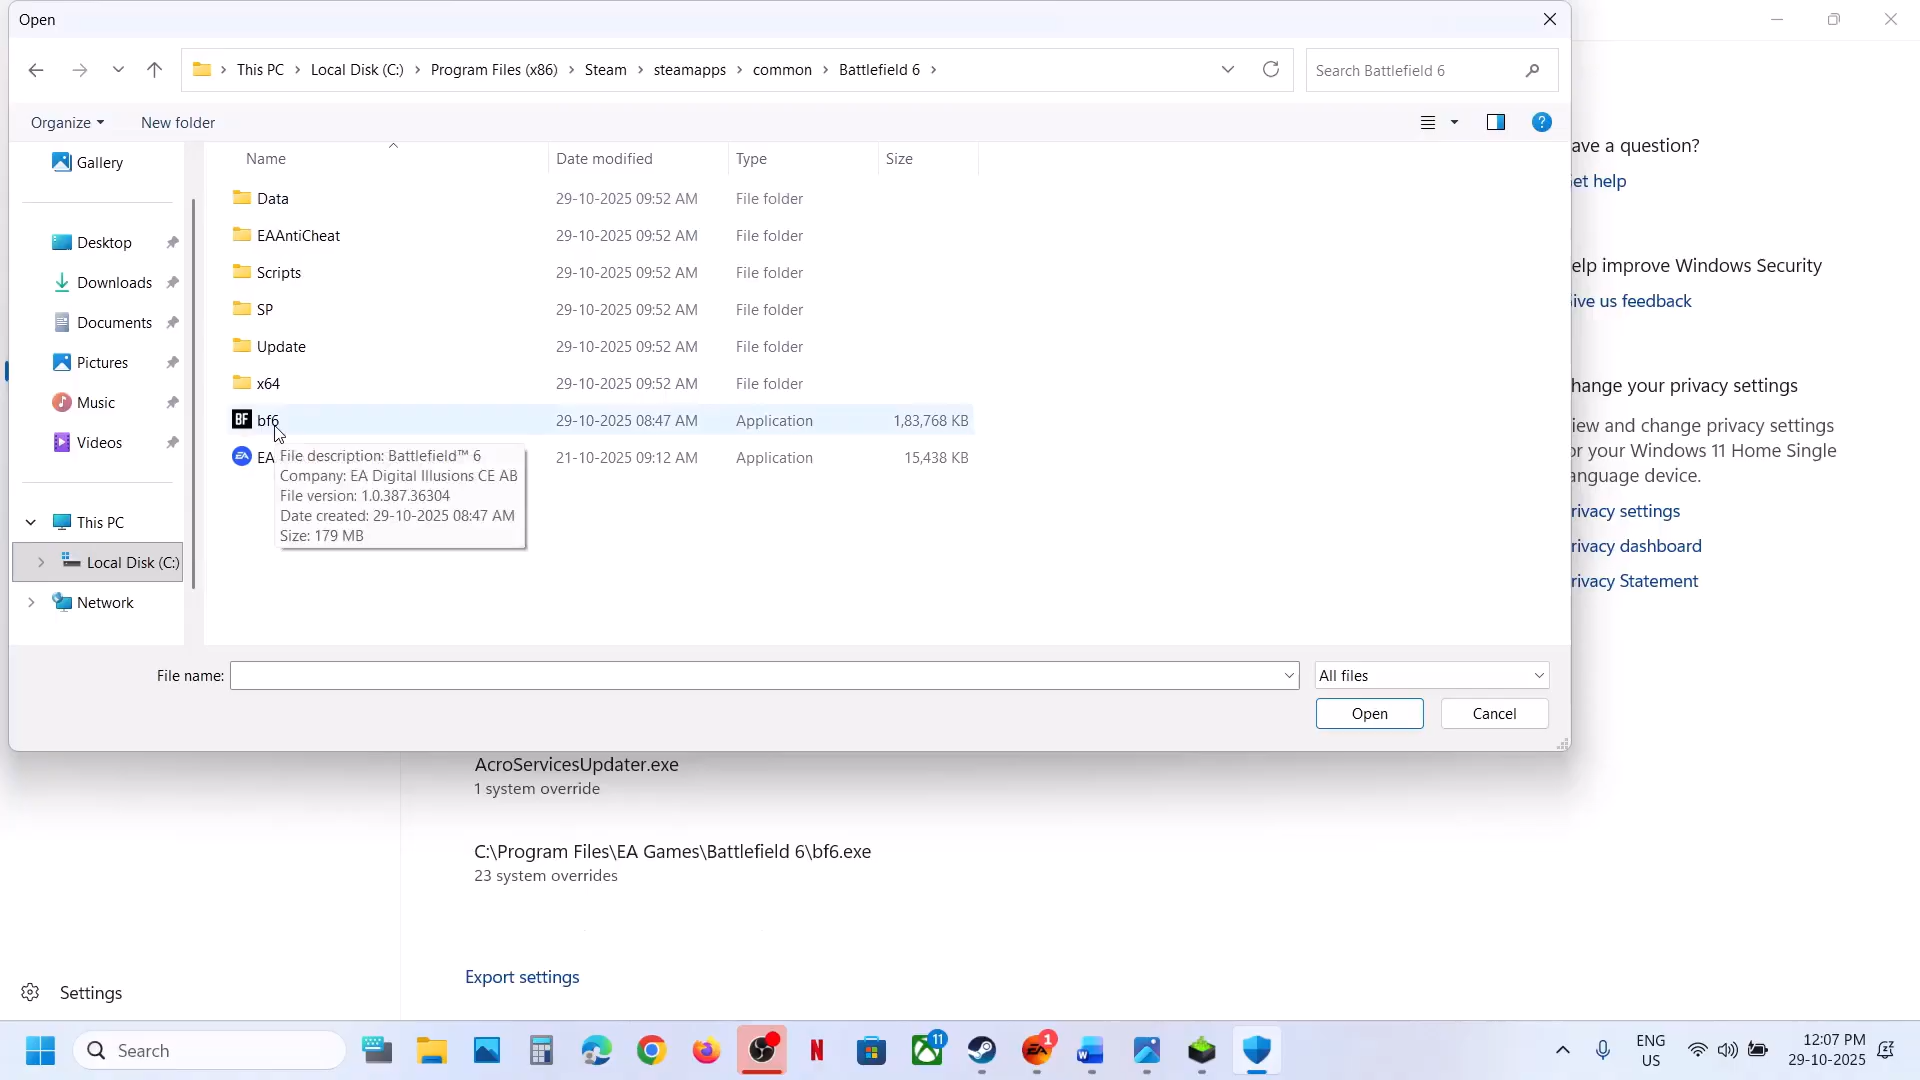 Open
This PC > Local Disk (C:) > Program Files (x86) > Steam > steamapps > common > Battlefield 6 >
Search Battlefield 6
Organize
New folder
Name
Date modified
Type
Size
Gallery
Desktop
Downloads
Documents
Pictures
Music
Videos
This PC
Local Disk (C:)
Network
Data 29-10-2025 09:52 AM File folder
EAAntiCheat 29-10-2025 09:52 AM File folder
Scripts 29-10-2025 09:52 AM File folder
SP 29-10-2025 09:52 AM File folder
Update 29-10-2025 09:52 AM File folder
x64 29-10-2025 09:52 AM File folder
BF bf6 29-10-2025 08:47 AM Application 1,83,768 KB
EA EA 21-10-2025 09:12 AM Application 15,438 KB
File description: Battlefield™ 6
Company: EA Digital Illusions CE AB
File version: 1.0.387.36304
Date created: 29-10-2025 08:47 AM
Size: 179 MB
File name:
All files
Open
Cancel
ave a question?
et help
elp improve Windows Security
ive us feedback
hange your privacy settings
iew and change privacy settings
or your Windows 11 Home Single
anguage device.
rivacy settings
rivacy dashboard
rivacy Statement
AcroServicesUpdater.exe
1 system override
C:\Program Files\EA Games\Battlefield 6\bf6.exe
23 system overrides
Export settings
Settings
Search
11
1
ENG
US
12:07 PM
29-10-2025